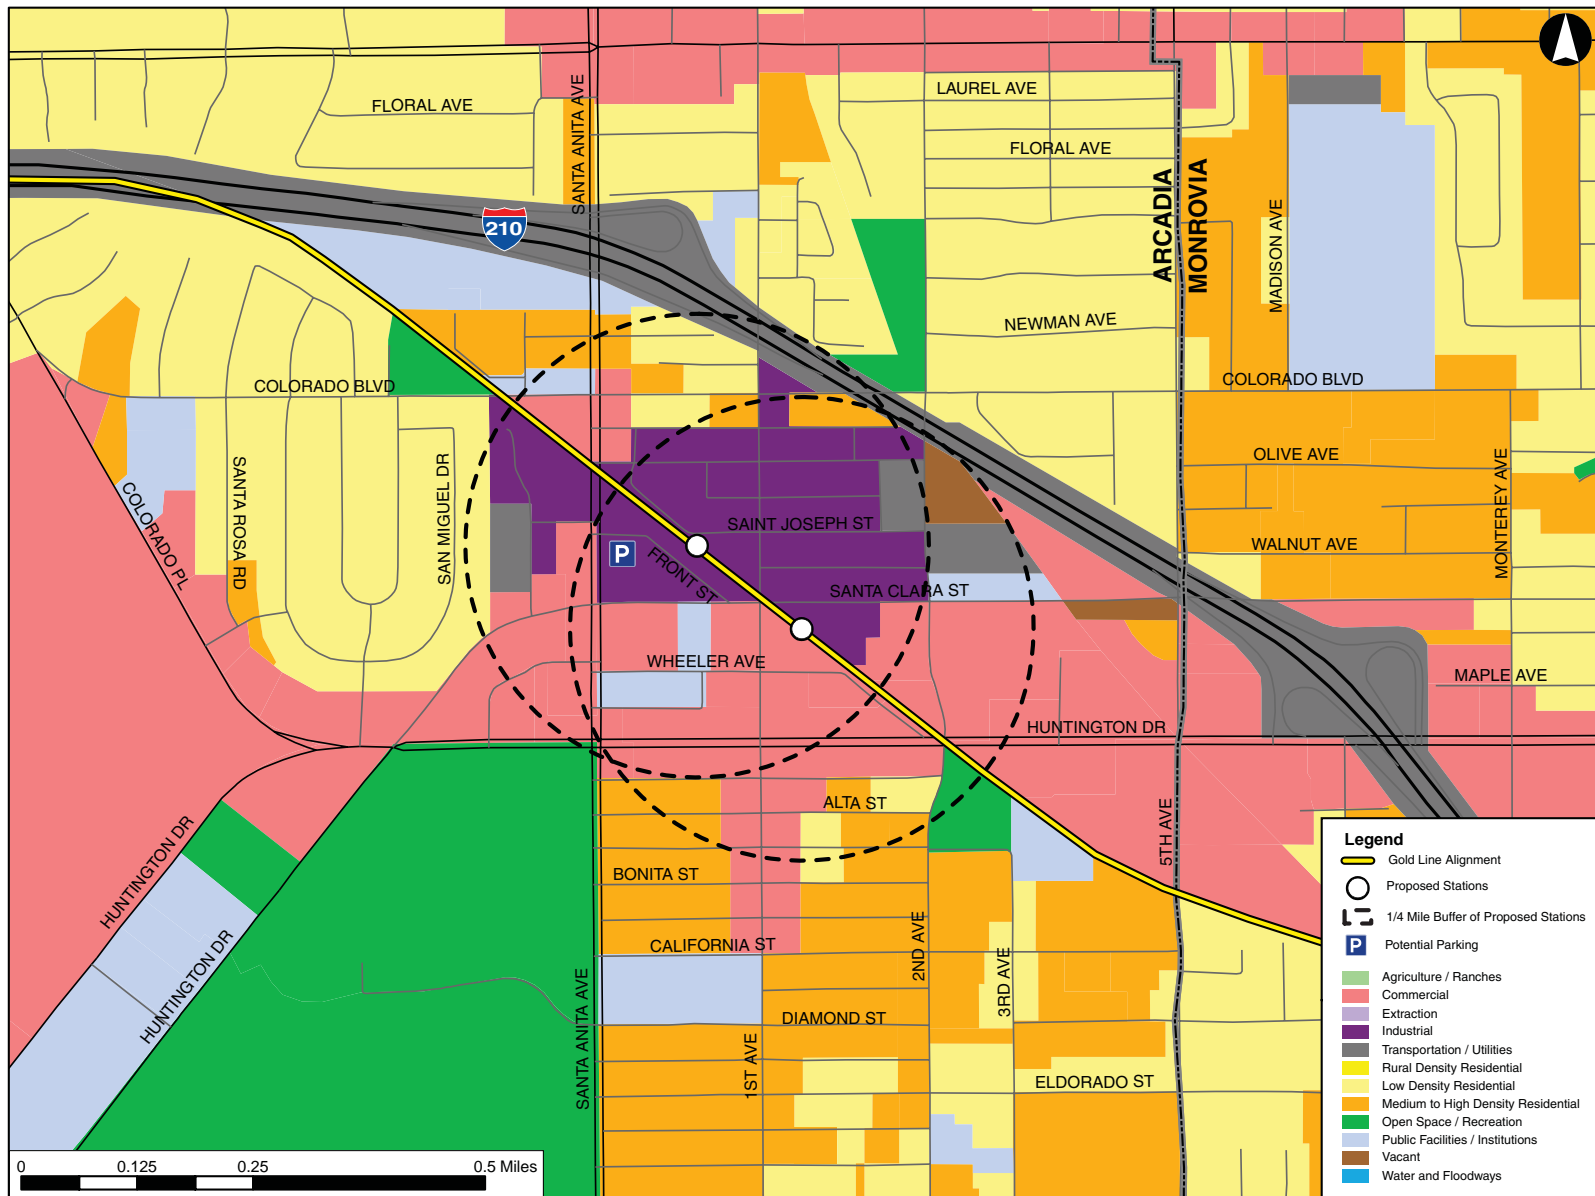 LAUREL AVE
FLORAL AVE
SANTA ANITA AVE
FLORAL AVE
ARCADIA
MONROVIA
MADISON AVE
210
NEWMAN AVE
COLORADO BLVD
COLORADO BLVD
OLIVE AVE
MONTEREY AVE
SANTA ROSA RD
SAN MIGUEL DR
COLORADO PL
SAINT JOSEPH ST
WALNUT AVE
P
FRONT ST
SANTA CLARA ST
WHEELER AVE
MAPLE AVE
HUNTINGTON DR
ALTA ST
5TH AVE
HUNTINGTON DR
BONITA ST
HUNTINGTON DR
CALIFORNIA ST
2ND AVE
3RD AVE
SANTA ANITA AVE
DIAMOND ST
1ST AVE
ELDORADO ST
Legend
Gold Line Alignment
Proposed Stations
1/4 Mile Buffer of Proposed Stations
P Potential Parking
Agriculture / Ranches
Commercial
Extraction
Industrial
Transportation / Utilities
Rural Density Residential
Low Density Residential
Medium to High Density Residential
Open Space / Recreation
Public Facilities / Institutions
Vacant
Water and Floodways
0 0.125 0.25 0.5 Miles